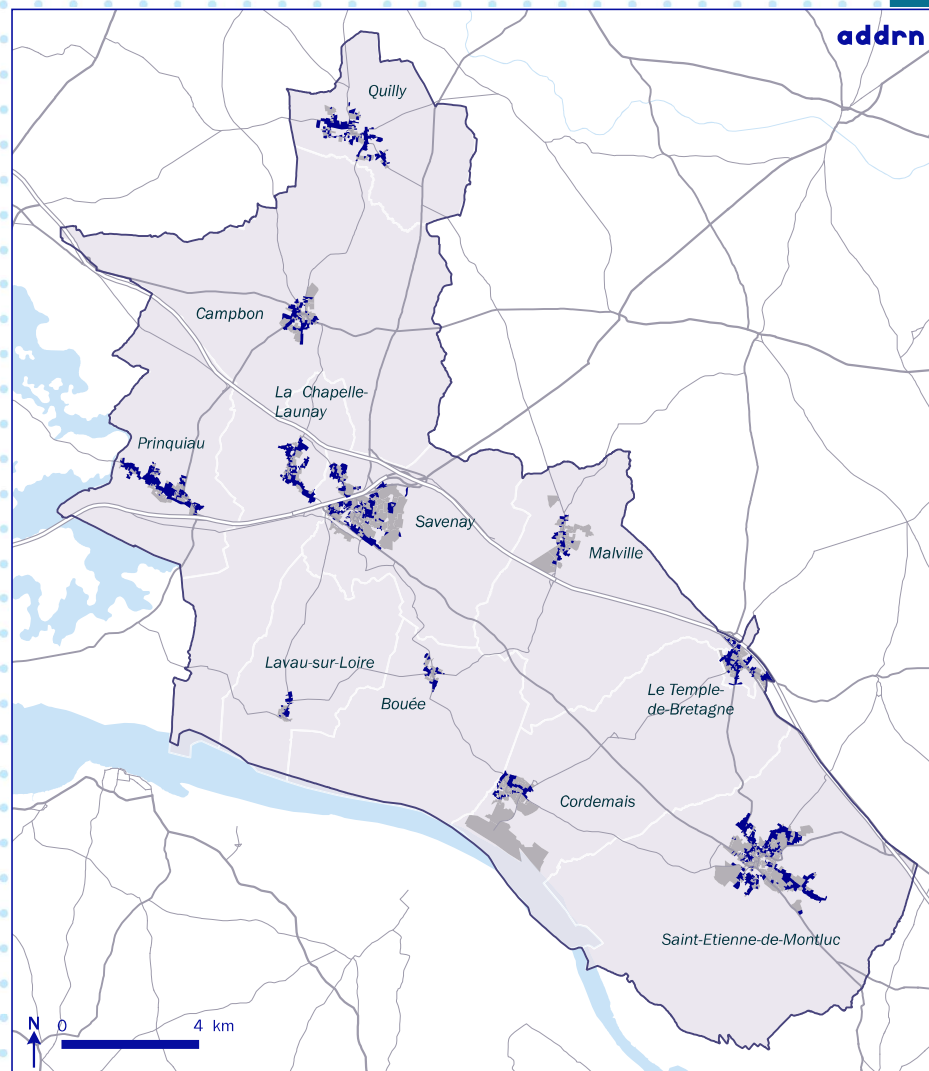 addrn
Quilly
Campbon
La Chapelle-
Launay
Prinquiau
Savenay
Malville
Lavau-sur-Loire
Bouée
Le Temple-
de-Bretagne
Cordemais
Saint-Etienne-de-Montluc
N 0 4 km